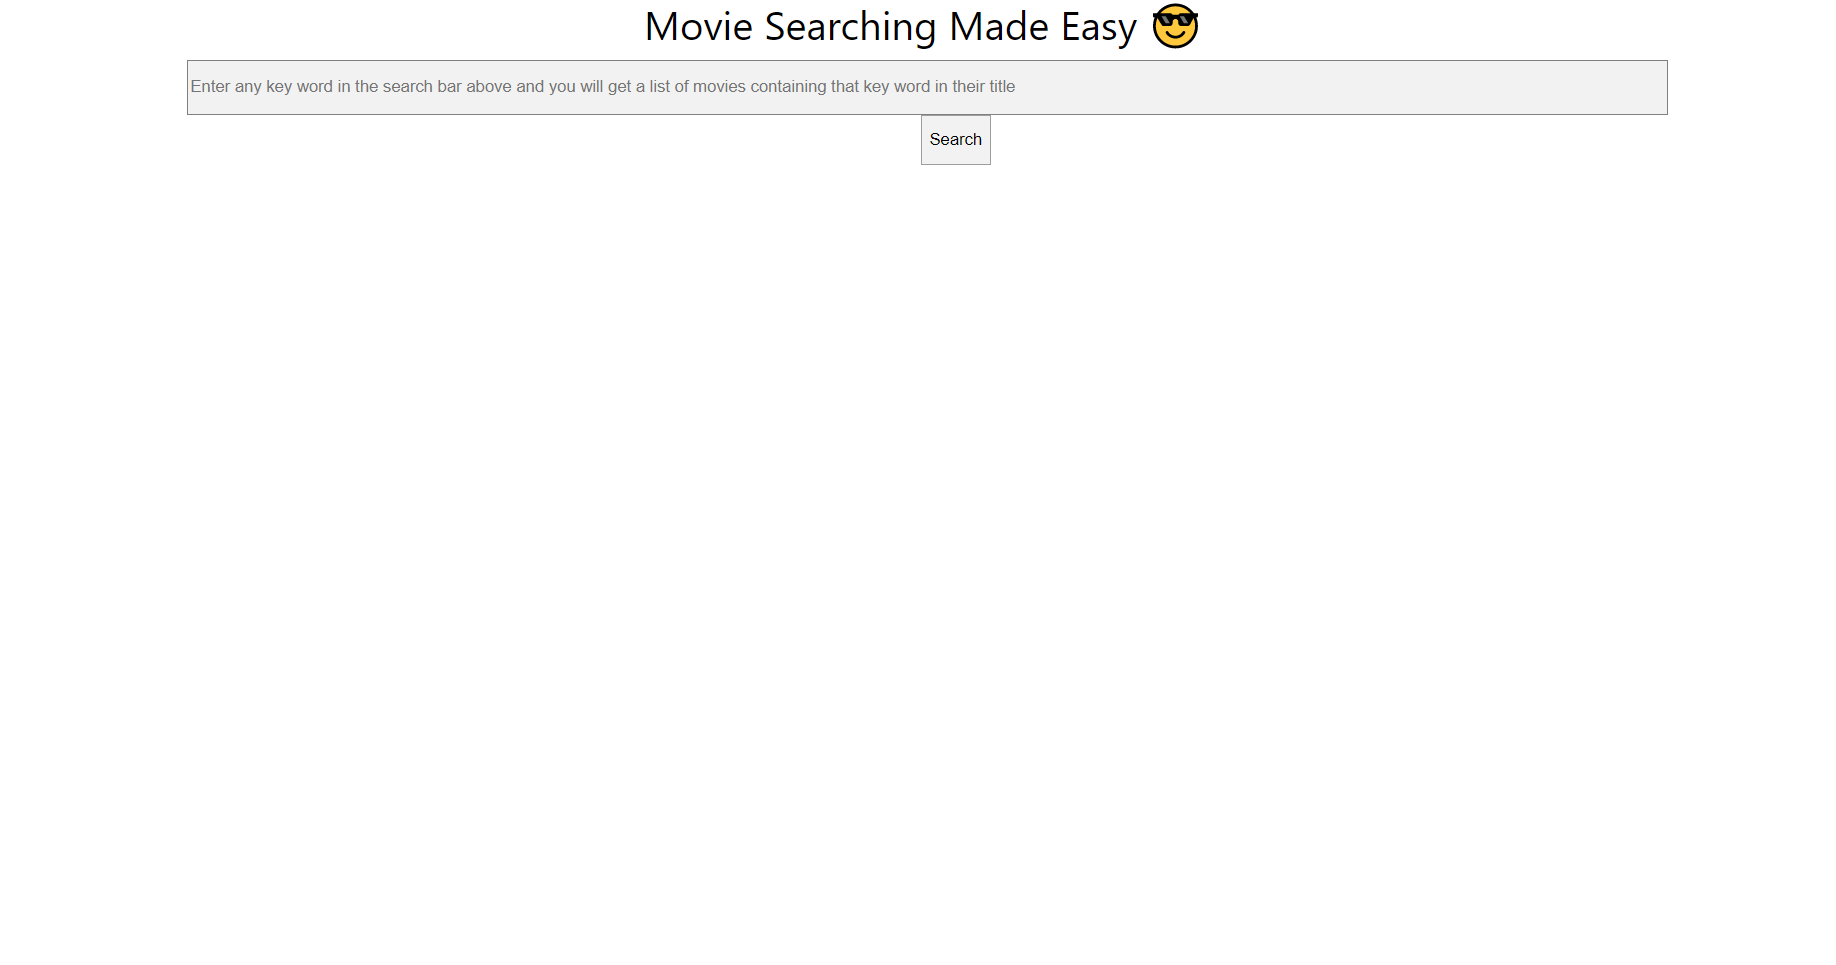 Movie Searching Made Easy 😎
Enter any key word in the search bar above and you will get a list of movies containing that key word in their title
Search